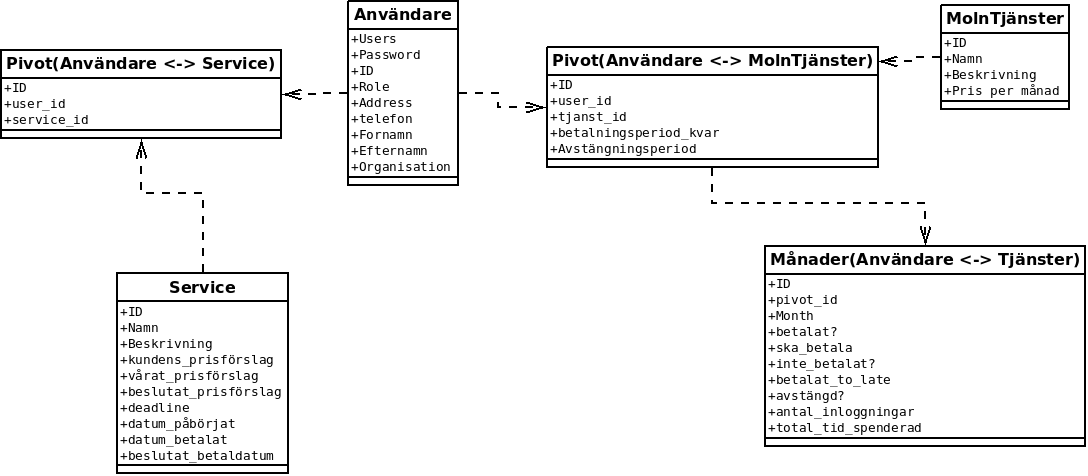 Pivot(Användare <-> Service)
+ID
+user_id
+service_id
Användare
+Users
+Password
+ID
+Role
+Address
+telefon
+Fornamn
+Efternamn
+Organisation
Pivot(Användare <-> MolnTjänster)
+ID
+user_id
+tjanst_id
+betalningsperiod_kvar
+Avstängningsperiod
MolnTjänster
+ID
+Namn
+Beskrivning
+Pris per månad
Service
+ID
+Namn
+Beskrivning
+kundens_prisförslag
+vårat_prisförslag
+beslutat_prisförslag
+deadline
+datum_påbörjat
+datum_betalat
+beslutat_betaldatum
Månader(Användare <-> Tjänster)
+ID
+pivot_id
+Month
+betalat?
+ska_betala
+inte_betalat?
+betalat_to_late
+avstängd?
+antal_inloggningar
+total_tid_spenderad